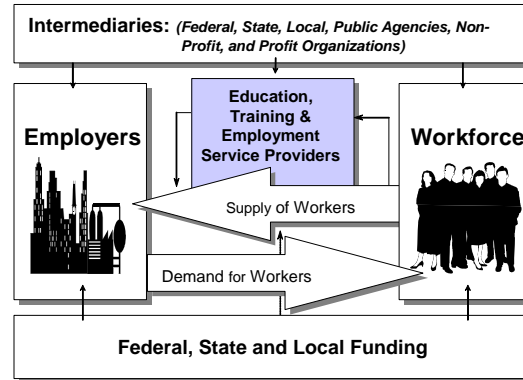 Intermediaries: (Federal, State, Local, Public Agencies, Non-
Profit, and Profit Organizations)
Education,
Training &
Employment
Service Providers
Employers
Workforce
Supply of Workers
Demand for Workers
Federal, State and Local Funding